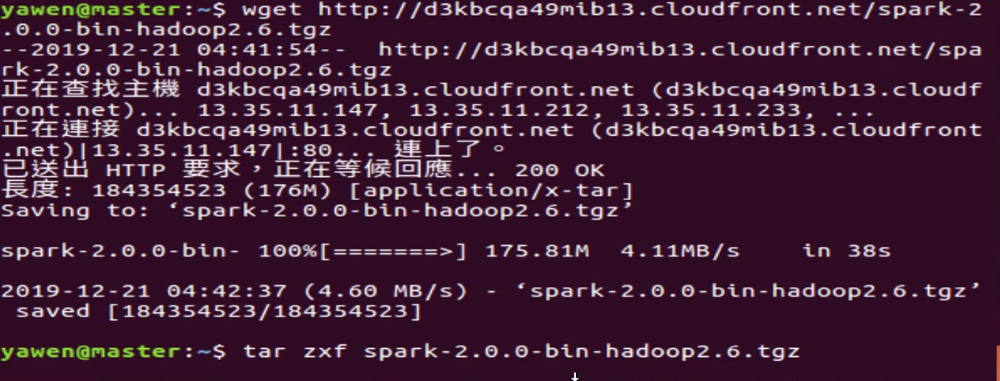 yawen@master:~$ wget http://d3kbcqa49mib13.cloudfront.net/spark-2
.0.0-bin-hadoop2.6.tgz
--2019-12-21 04:41:54--  http://d3kbcqa49mib13.cloudfront.net/spa
rk-2.0.0-bin-hadoop2.6.tgz
正在查找主機 d3kbcqa49mib13.cloudfront.net (d3kbcqa49mib13.cloudf
ront.net)... 13.35.11.147, 13.35.11.212, 13.35.11.233, ...
正在連接 d3kbcqa49mib13.cloudfront.net (d3kbcqa49mib13.cloudfront
.net)|13.35.11.147|:80... 連上了。
已送出 HTTP 要求，正在等候回應... 200 OK
長度: 184354523 (176M) [application/x-tar]
Saving to: ‘spark-2.0.0-bin-hadoop2.6.tgz’
spark-2.0.0-bin- 100%[=======>] 175.81M  4.11MB/s    in 38s
2019-12-21 04:42:37 (4.60 MB/s) - ‘spark-2.0.0-bin-hadoop2.6.tgz’
 saved [184354523/184354523]
yawen@master:~$ tar zxf spark-2.0.0-bin-hadoop2.6.tgz